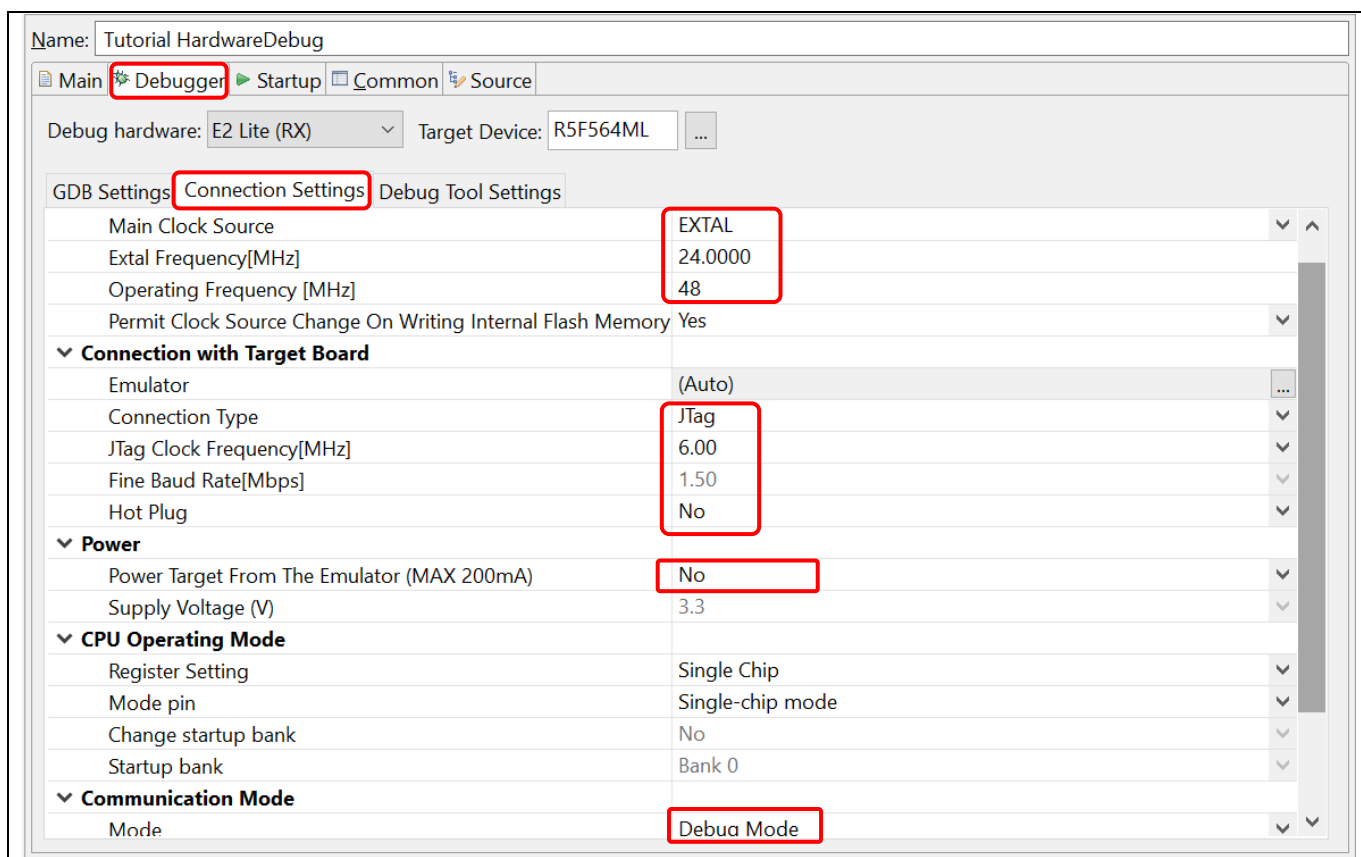 Name: Tutorial HardwareDebug
Main Debugger Startup Common Source
Debug hardware: E2 Lite (RX) Target Device: R5F564ML ...
GDB Settings Connection Settings Debug Tool Settings
Main Clock Source EXTAL
Extal Frequency[MHz] 24.0000
Operating Frequency [MHz] 48
Permit Clock Source Change On Writing Internal Flash Memory Yes
Connection with Target Board
Emulator (Auto) ...
Connection Type JTag
JTag Clock Frequency[MHz] 6.00
Fine Baud Rate[Mbps] 1.50
Hot Plug No
Power
Power Target From The Emulator (MAX 200mA) No
Supply Voltage (V) 3.3
CPU Operating Mode
Register Setting Single Chip
Mode pin Single-chip mode
Change startup bank No
Startup bank Bank 0
Communication Mode
Mode Debug Mode